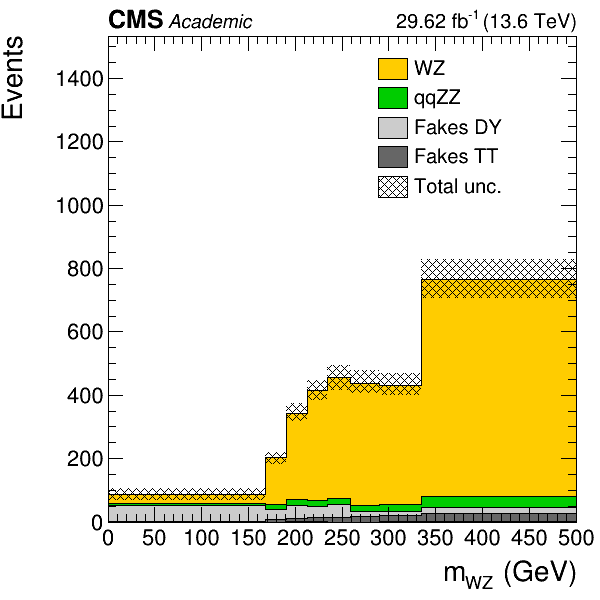 CMS Academic 29.62 fb⁻¹ (13.6 TeV)
Events
1400
1200
1000
800
600
400
200
0
WZ
qqZZ
Fakes DY
Fakes TT
Total unc.
0 50 100 150 200 250 300 350 400 450 500
m_WZ (GeV)